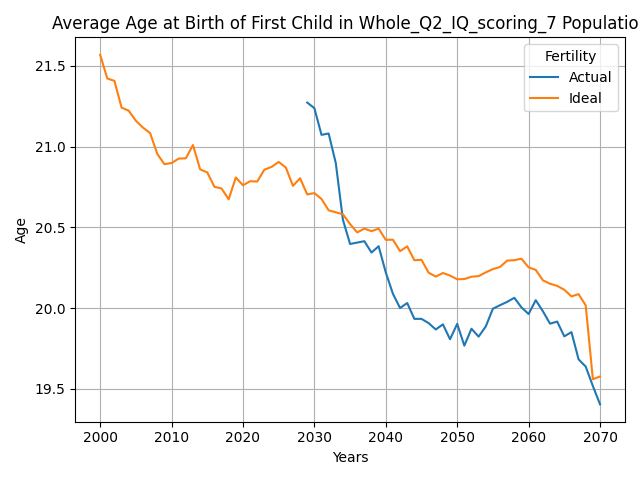 Average Age at Birth of First Child in Whole_Q2_IQ_scoring_7 Populatio
Fertility
Actual
Ideal
21.5
21.0
20.5
20.0
19.5
Age
2000 2010 2020 2030 2040 2050 2060 2070
Years